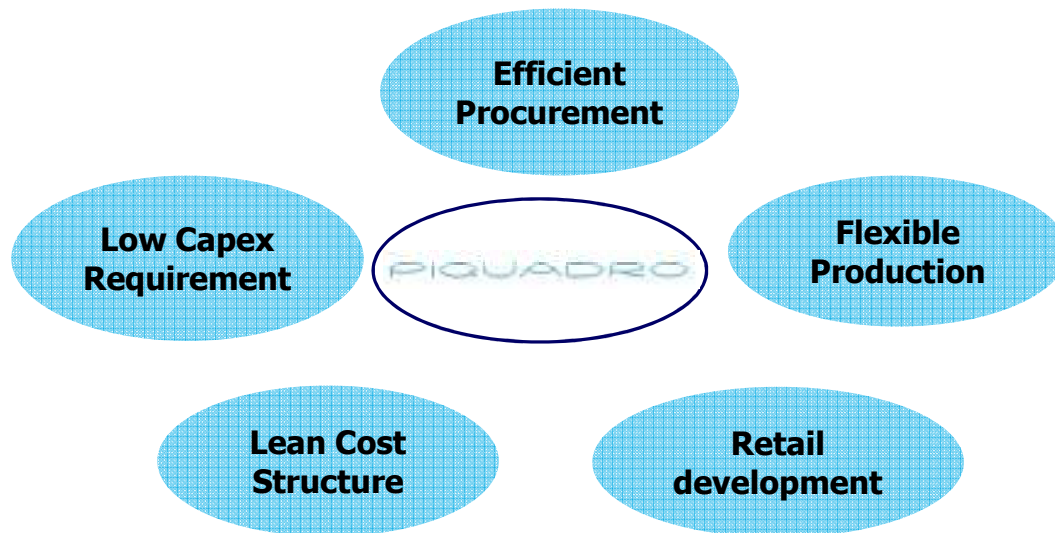 Efficient
Procurement
Low Capex
Requirement
PIQUADRO
Flexible
Production
Lean Cost
Structure
Retail
development